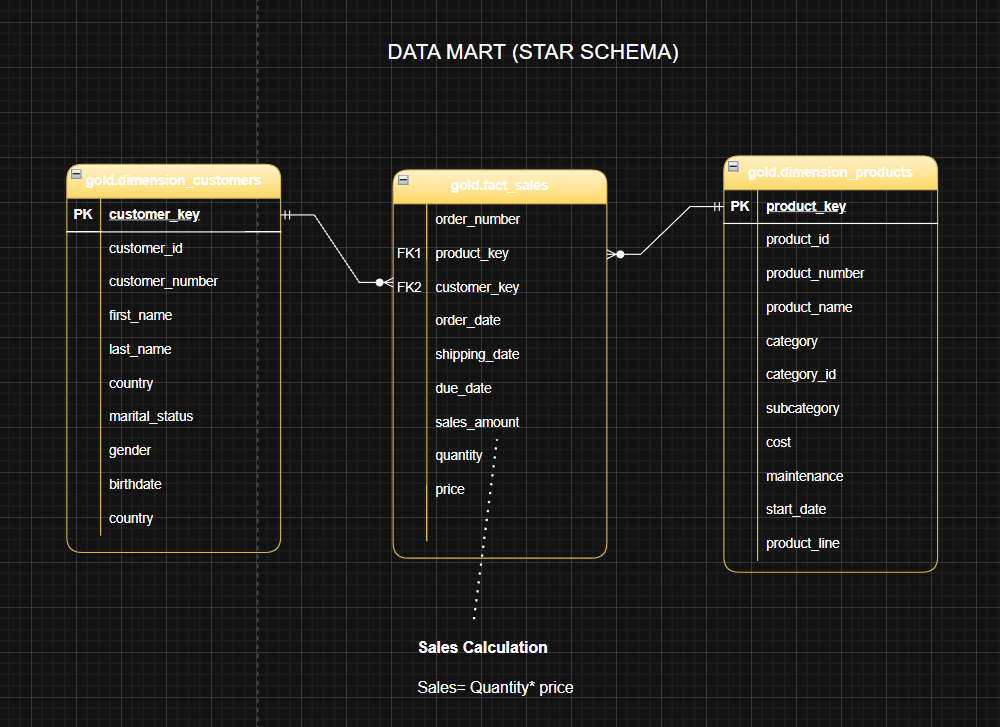 DATA MART (STAR SCHEMA)
gold.dimension_customers
PK customer_key
customer_id
customer_number
first_name
last_name
country
marital_status
gender
birthdate
country
gold.fact_sales
order_number
FK1 product_key
FK2 customer_key
order_date
shipping_date
due_date
sales_amount
quantity
price
gold.dimension_products
PK product_key
product_id
product_number
product_name
category
category_id
subcategory
cost
maintenance
start_date
product_line
Sales Calculation
Sales= Quantity* price